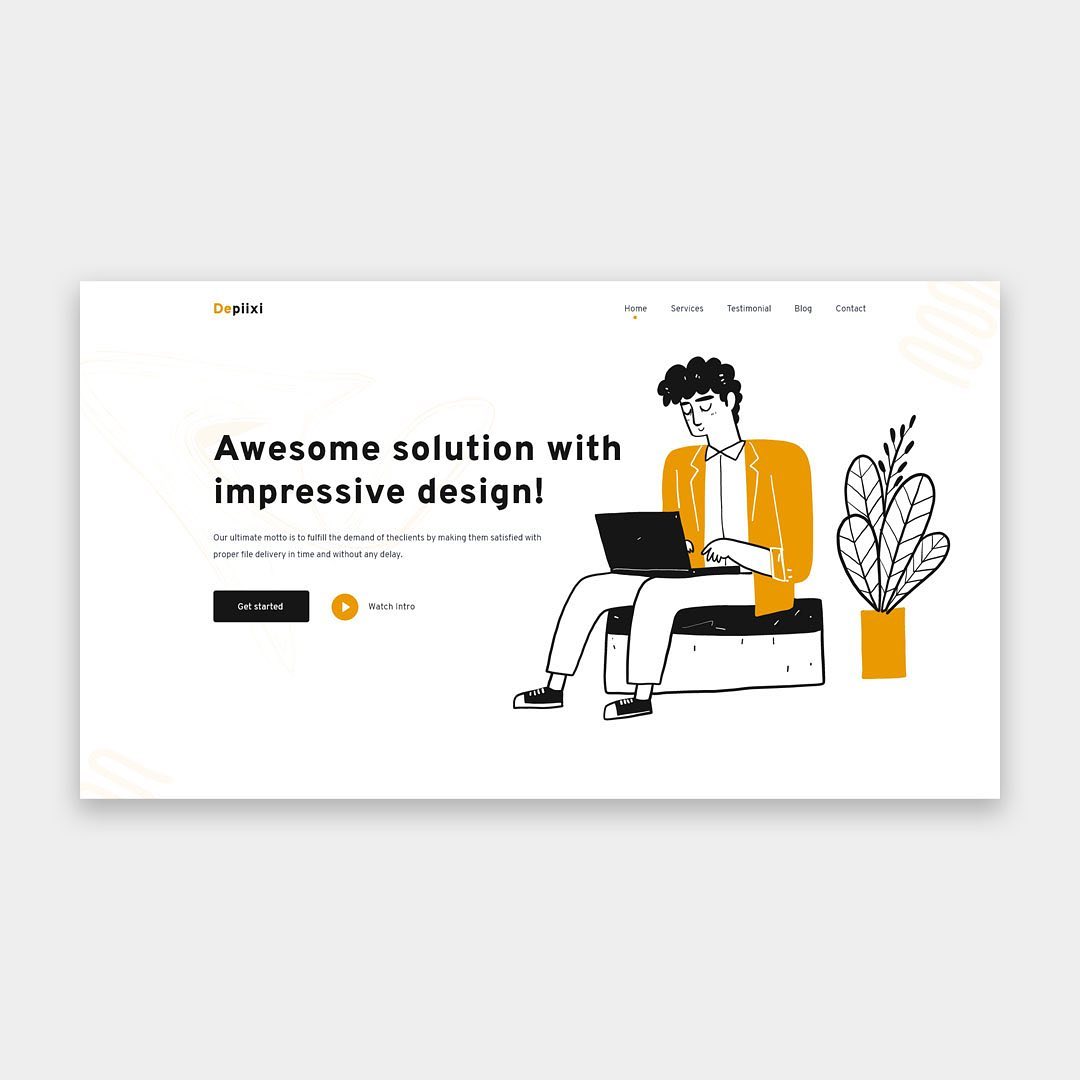 Depiixi
Home Services Testimonial Blog Contact
Awesome solution with
impressive design!
Our ultimate motto is to fulfill the demand of theclients by making them satisfied with
proper file delivery in time and without any delay.
Get started Watch Intro